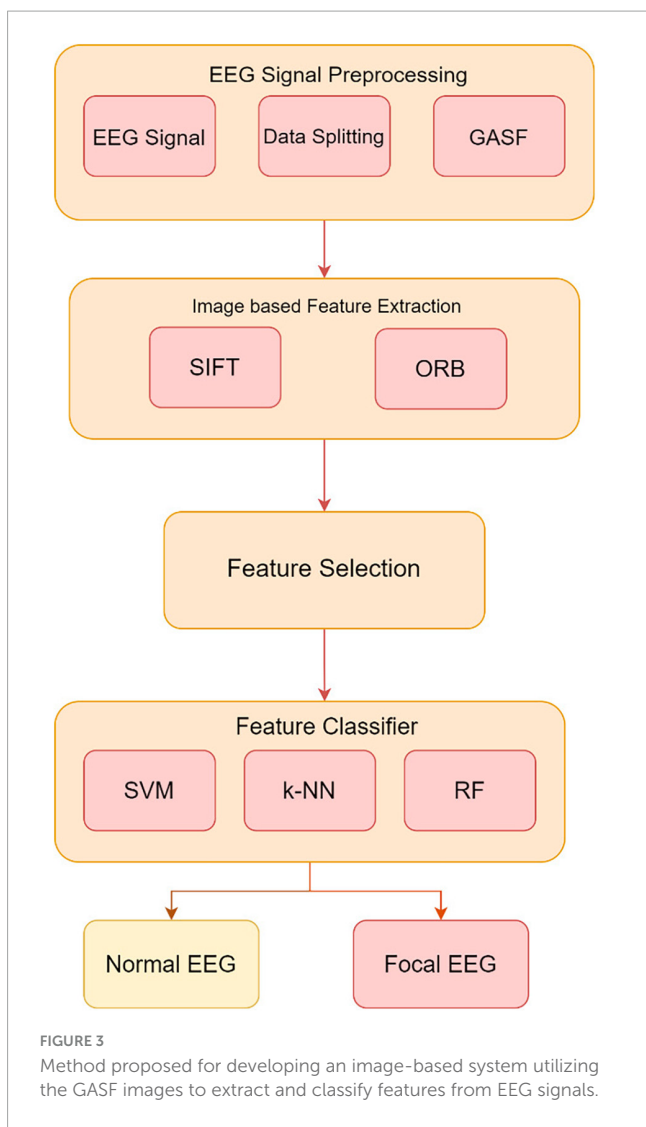 EEG Signal Preprocessing
EEG Signal
Data Splitting
GASF
Image based Feature Extraction
SIFT
ORB
Feature Selection
Feature Classifier
SVM
k-NN
RF
Normal EEG
Focal EEG
FIGURE 3
Method proposed for developing an image-based system utilizing
the GASF images to extract and classify features from EEG signals.